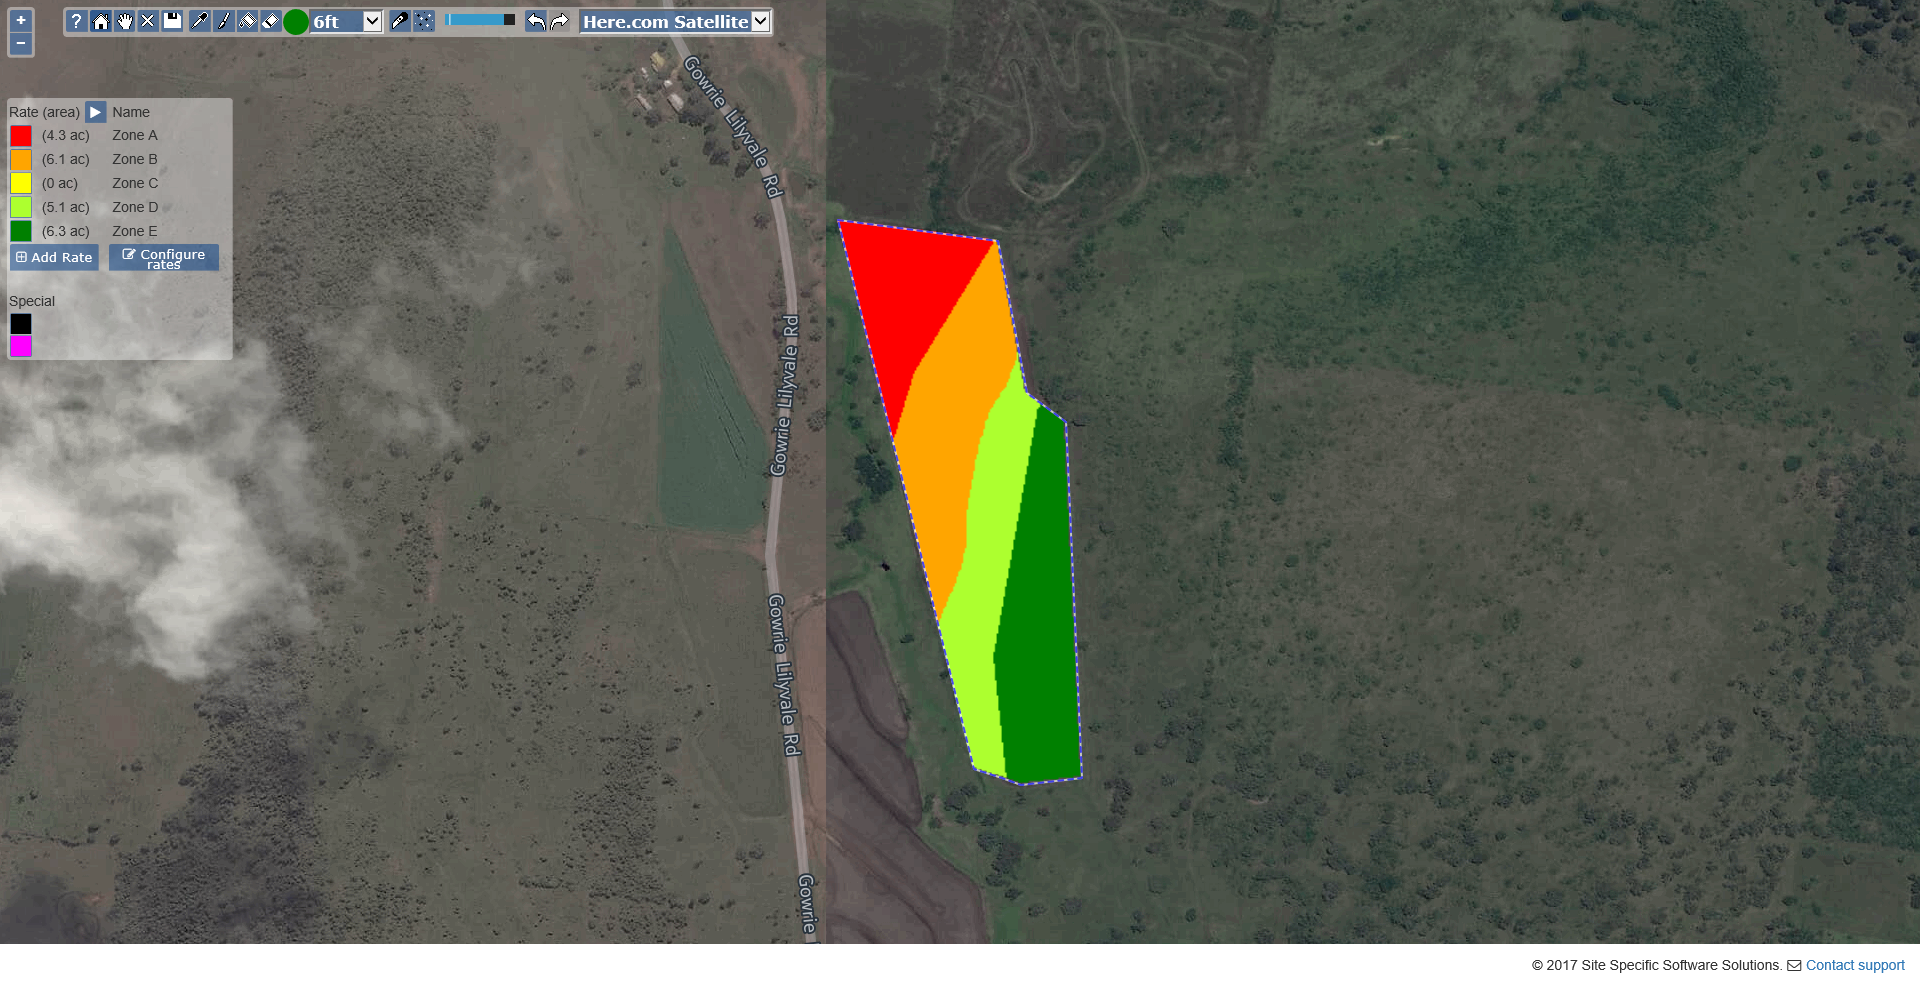 +
−
? 6ft Here.com Satellite
Rate (area) Name
(4.3 ac) Zone A
(6.1 ac) Zone B
(0 ac) Zone C
(5.1 ac) Zone D
(6.3 ac) Zone E
Add Rate Configure
rates
Special
Gowrie Lilyvale Rd
Gowrie Lilyvale Rd
Gowrie Lilyvale Rd
Gowrie
© 2017 Site Specific Software Solutions. Contact support